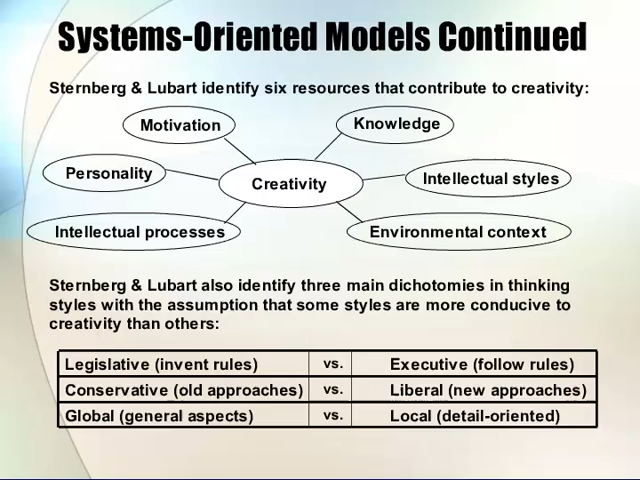 Systems-Oriented Models Continued
Sternberg & Lubart identify six resources that contribute to creativity:
Motivation
Knowledge
Personality
Creativity
Intellectual styles
Intellectual processes
Environmental context
Sternberg & Lubart also identify three main dichotomies in thinking
styles with the assumption that some styles are more conducive to
creativity than others:
Legislative (invent rules) vs. Executive (follow rules)
Conservative (old approaches) vs. Liberal (new approaches)
Global (general aspects) vs. Local (detail-oriented)